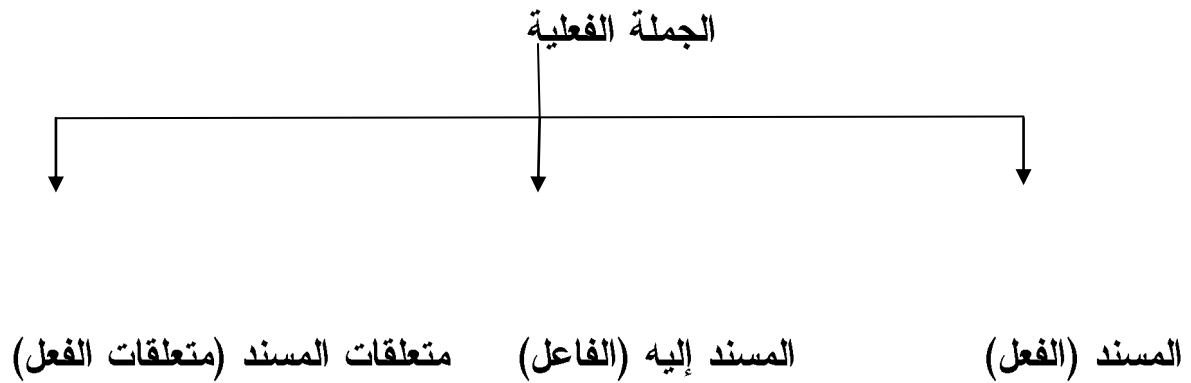 الجملة الفعلية
المسند (الفعل) المسند إليه (الفاعل) متعلقات المسند (متعلقات الفعل)